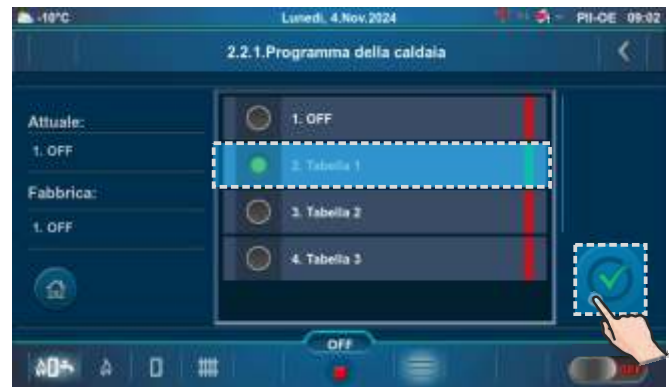 -10°C
Lunedì, 4.Nov.2024
PII-OE 09:02
2.2.1.Programma della caldaia
Attuale:
1. OFF
Fabbrica:
1. OFF
1. OFF
2. Tabella 1
3. Tabella 2
4. Tabella 3
OFF
OFF